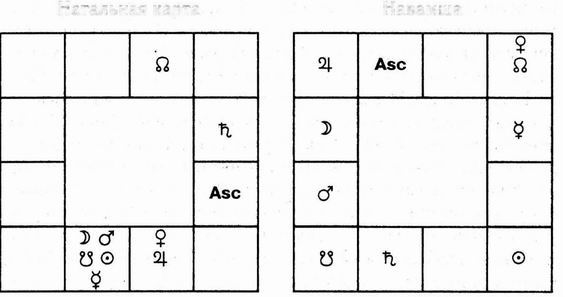 Натальная карта Навамша
☊ ♃ Asc ♀
☊
♄ ☽ ☿
Asc ♂
☽ ♂ ♀ ☋ ♄ ☉
☋ ☉ ♃
☿